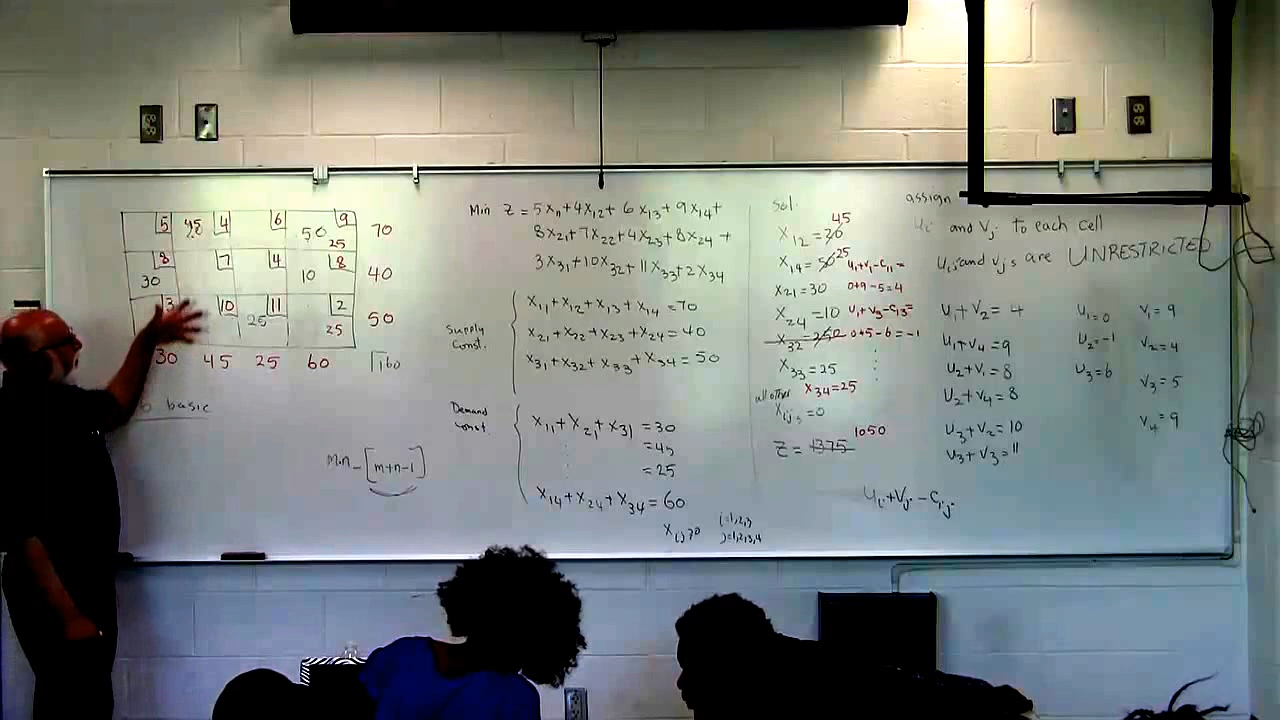 5 45 4 6 50 9 70
25
8 7 4 8 40
30 10
3 10 11 2 50
25 25
30 45 25 60 160
basic
Min - [m+n-1]
Min Z = 5x11+4x12+6x13+9x14+
8x21+7x22+4x23+8x24+
3x31+10x32+11x33+2x34
Supply Const.
x11+x12+x13+x14=70
x21+x22+x23+x24=40
x31+x32+x33+x34=50
Demand Const.
x11+x21+x31=30
=45
=25
x14+x24+x34=60
i=1,2,3
j=1,2,3,4
Sol.
45
x12=
x14=50 25 u1+v1-c11=
x21=30 0+9-5=4
x24=10 u1+v3-c13=
x32= 0+5-6=-1
x33=25
all other x34=25
xij,s=0
Z=1375 1050
assign
ui and vj to each cell
ui,s and vj,s are UNRESTRICTED
u1+v2=4
u1+v4=9
u2+v1=8
u2+v4=8
u3+v2=10
u3+v3=11
u1=0
u2=-1
u3=6
v1=9
v2=4
v3=5
v4=9
ui+vj-cij